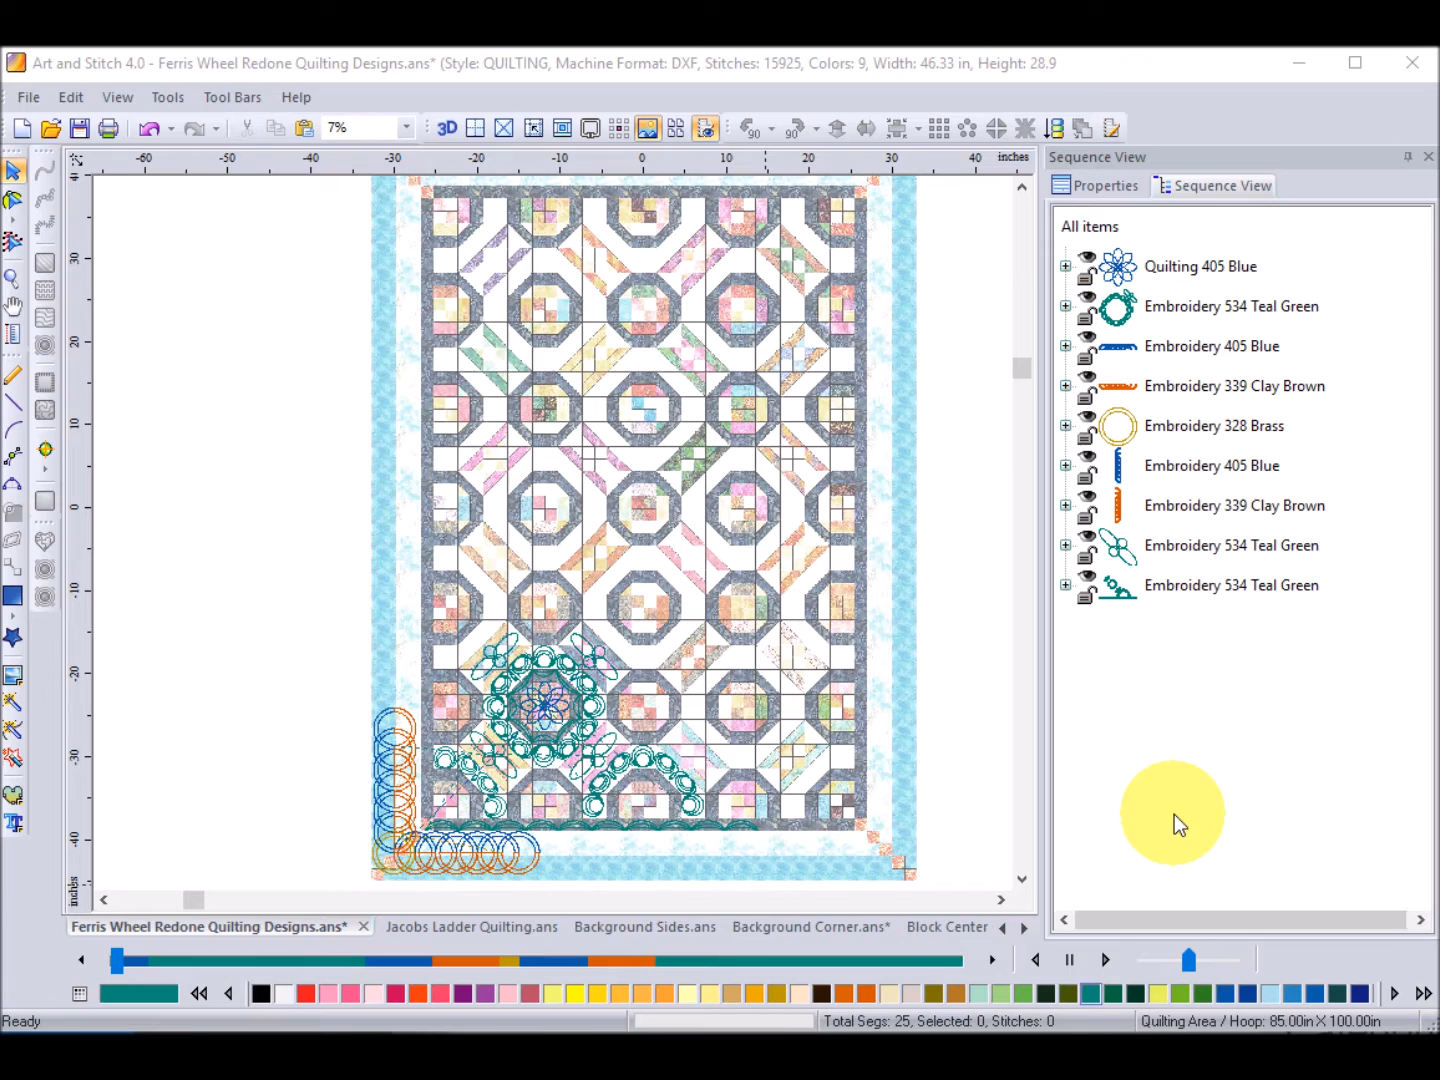 Art and Stitch 4.0 - Ferris Wheel Redone Quilting Designs.ans* (Style: QUILTING, Machine Format: DXF, Stitches: 15925, Colors: 9, Width: 46.33 in, Height: 28.9
File Edit View Tools Tool Bars Help
7% 3D 90 90
-60 -50 -40 -30 -20 -10 0 10 20 30 40 inches
Sequence View
Properties Sequence View
All items
Quilting 405 Blue
Embroidery 534 Teal Green
Embroidery 405 Blue
Embroidery 339 Clay Brown
Embroidery 328 Brass
Embroidery 405 Blue
Embroidery 339 Clay Brown
Embroidery 534 Teal Green
Embroidery 534 Teal Green
30
20
10
0
-10
-20
-30
-40
inches
Ferris Wheel Redone Quilting Designs.ans* Jacobs Ladder Quilting.ans Background Sides.ans Background Corner.ans* Block Center
Ready Total Segs: 25, Selected: 0, Stitches: 0 Quilting Area / Hoop: 85.00in X 100.00in